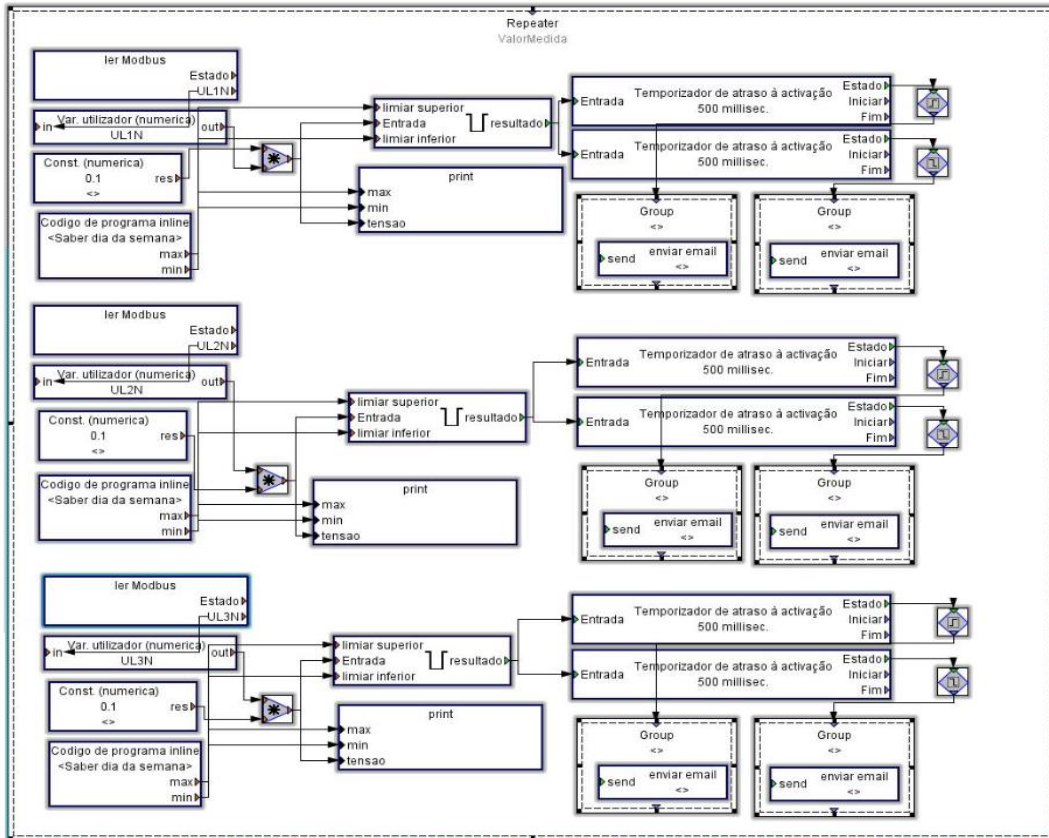 Repeater
ValorMedida
ler Modbus
Estado
UL1N
Var. utilizador (numerica)
in
out
UL1N
Const. (numerica)
0.1
res
<>
Codigo de programa inline
<Saber dia da semana>
max
min
limiar superior
Entrada
resultado
limiar inferior
print
max
min
tensao
Estado
Entrada
Temporizador de atraso à activação
Iniciar
500 millisec.
Fim
Estado
Entrada
Temporizador de atraso à activação
Iniciar
500 millisec.
Fim
Group
<>
enviar email
send
<>
Group
<>
enviar email
send
<>
ler Modbus
Estado
UL2N
Var. utilizador (numerica)
in
out
UL2N
Const. (numerica)
0.1
res
<>
Codigo de programa inline
<Saber dia da semana>
max
min
limiar superior
Entrada
resultado
limiar inferior
print
max
min
tensao
Estado
Entrada
Temporizador de atraso à activação
Iniciar
500 millisec.
Fim
Estado
Entrada
Temporizador de atraso à activação
Iniciar
500 millisec.
Fim
Group
<>
enviar email
send
<>
Group
<>
enviar email
send
<>
ler Modbus
Estado
UL3N
Var. utilizador (numerica)
in
out
UL3N
Const. (numerica)
0.1
res
<>
Codigo de programa inline
<Saber dia da semana>
max
min
limiar superior
Entrada
resultado
limiar inferior
print
max
min
tensao
Estado
Entrada
Temporizador de atraso à activação
Iniciar
500 millisec.
Fim
Estado
Entrada
Temporizador de atraso à activação
Iniciar
500 millisec.
Fim
Group
<>
enviar email
send
<>
Group
<>
enviar email
send
<>